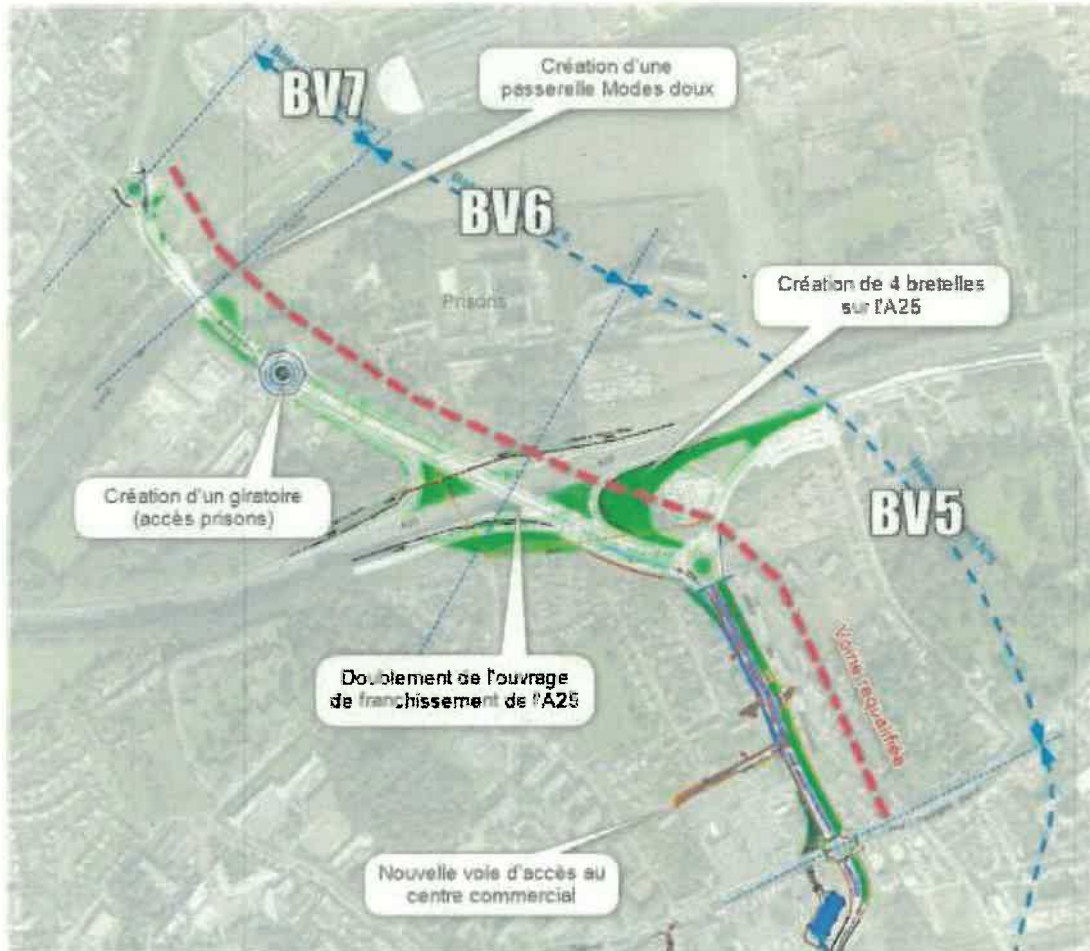 BV7
Création d'une
passerelle Modes doux
BV6
Création de 4 bretelles
sur l'A25
Prisons
BV5
Création d'un giratoire
(accès prisons)
Doublement de l'ouvrage
de franchissement de l'A25
Voirie requalifiée
Nouvelle voie d'accès au
centre commercial